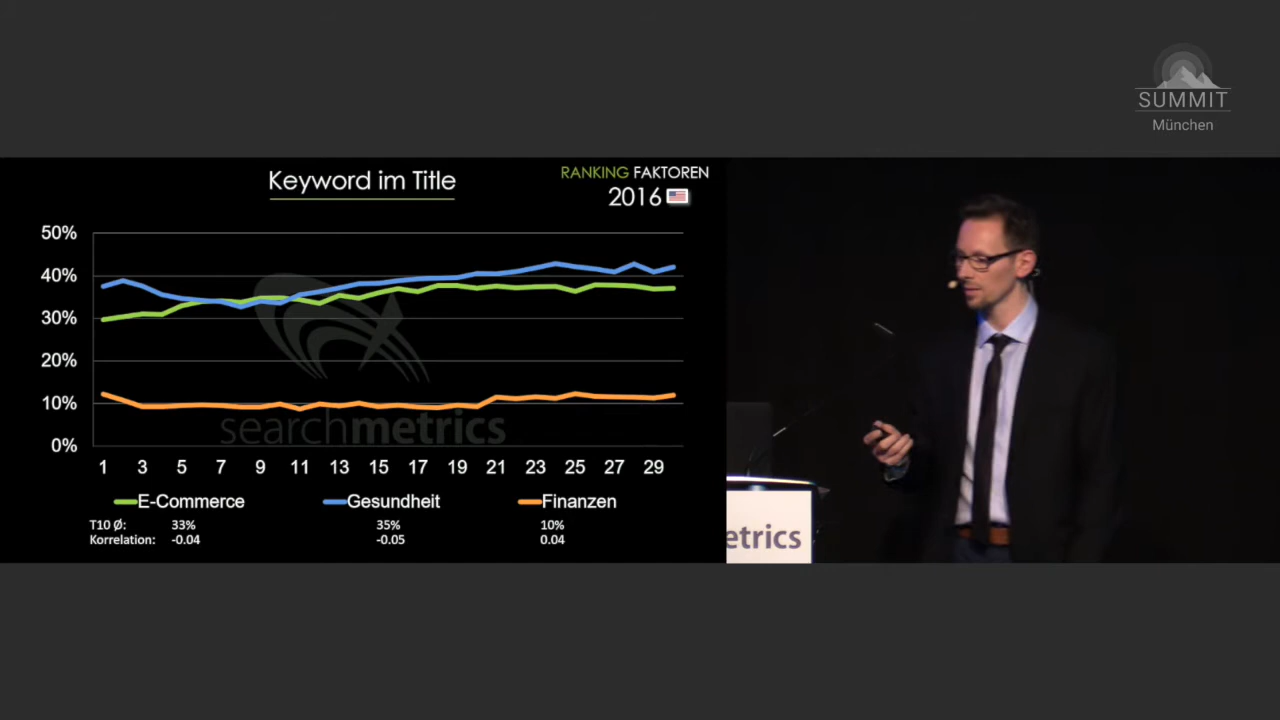 SUMMIT
München
Keyword im Title
RANKING FAKTOREN
2016
50%
40%
30%
20%
10%
0%
searchmetrics
1 3 5 7 9 11 13 15 17 19 21 23 25 27 29
E-Commerce Gesundheit Finanzen
T10 Ø: 33% 35% 10%
Korrelation: -0.04 -0.05 0.04
etrics